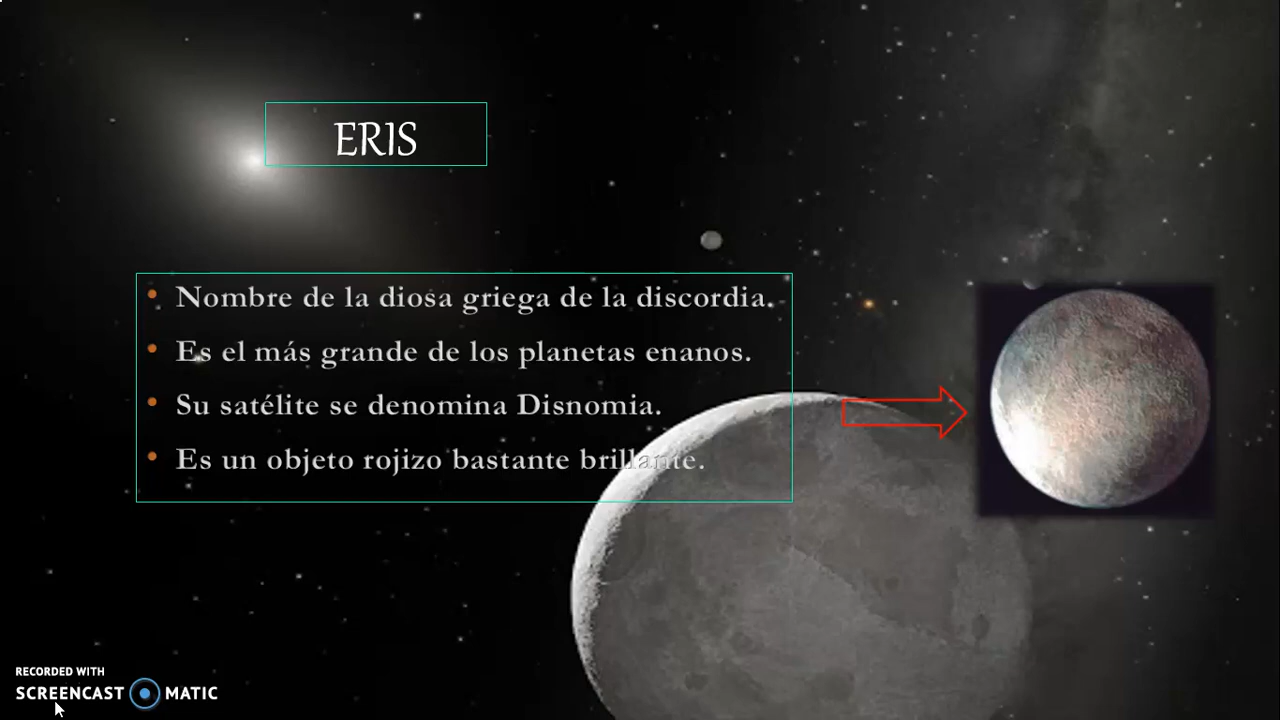 ERIS
• Nombre de la diosa griega de la discordia.
• Es el más grande de los planetas enanos.
• Su satélite se denomina Disnomia.
• Es un objeto rojizo bastante brillante.
RECORDED WITH
SCREENCAST MATIC